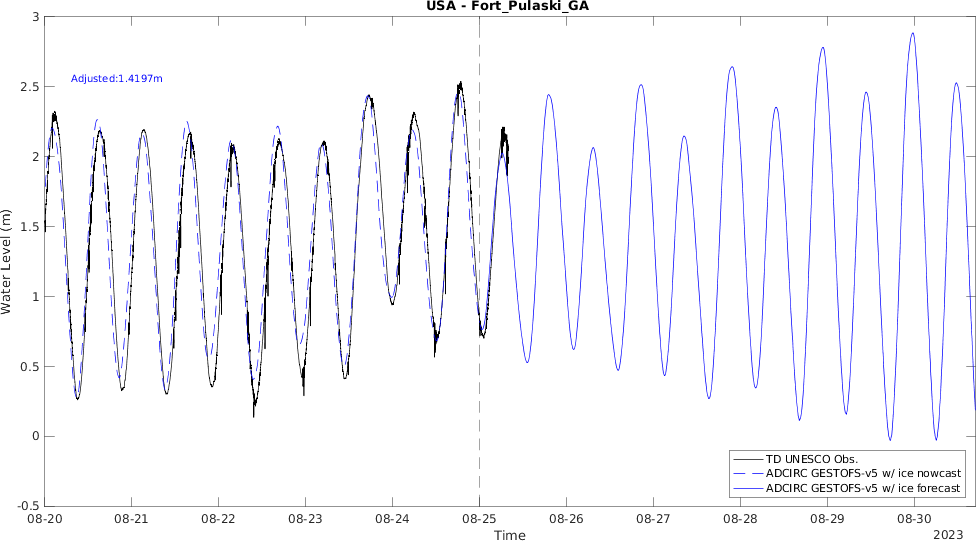 USA - Fort_Pulaski_GA
3
2.5
2
1.5
1
0.5
0
-0.5
Water Level (m)
Adjusted:1.4197m
TD UNESCO Obs.
ADCIRC GESTOFS-v5 w/ ice nowcast
ADCIRC GESTOFS-v5 w/ ice forecast
08-20 08-21 08-22 08-23 08-24 08-25 08-26 08-27 08-28 08-29 08-30
Time
2023